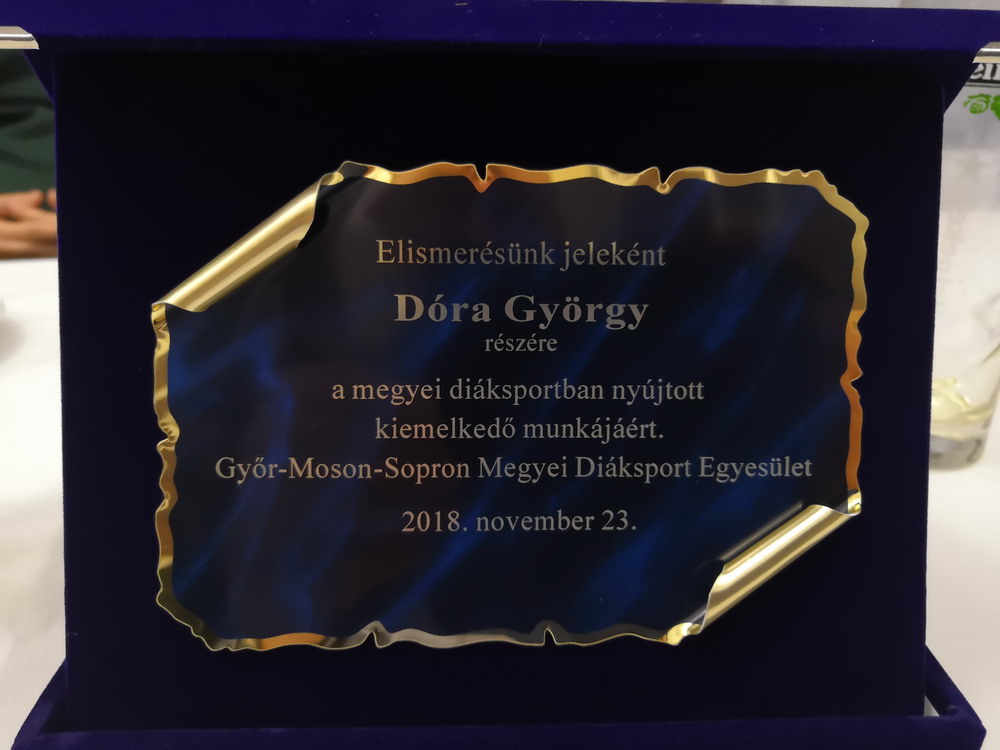 Elismerésünk jeleként
Dóra György
részére
a megyei diáksportban nyújtott
kiemelkedő munkájáért.
Győr-Moson-Sopron Megyei Diáksport Egyesület
2018. november 23.